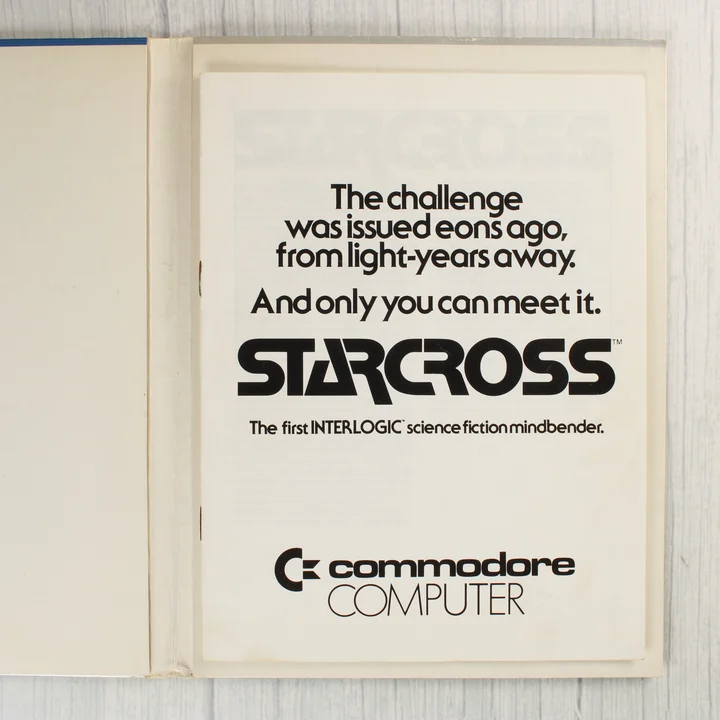 The challenge
was issued eons ago,
from light-years away.
And only you can meet it.
STARCROSS™
The first INTERLOGIC™ science fiction mindbender.
commodore
COMPUTER